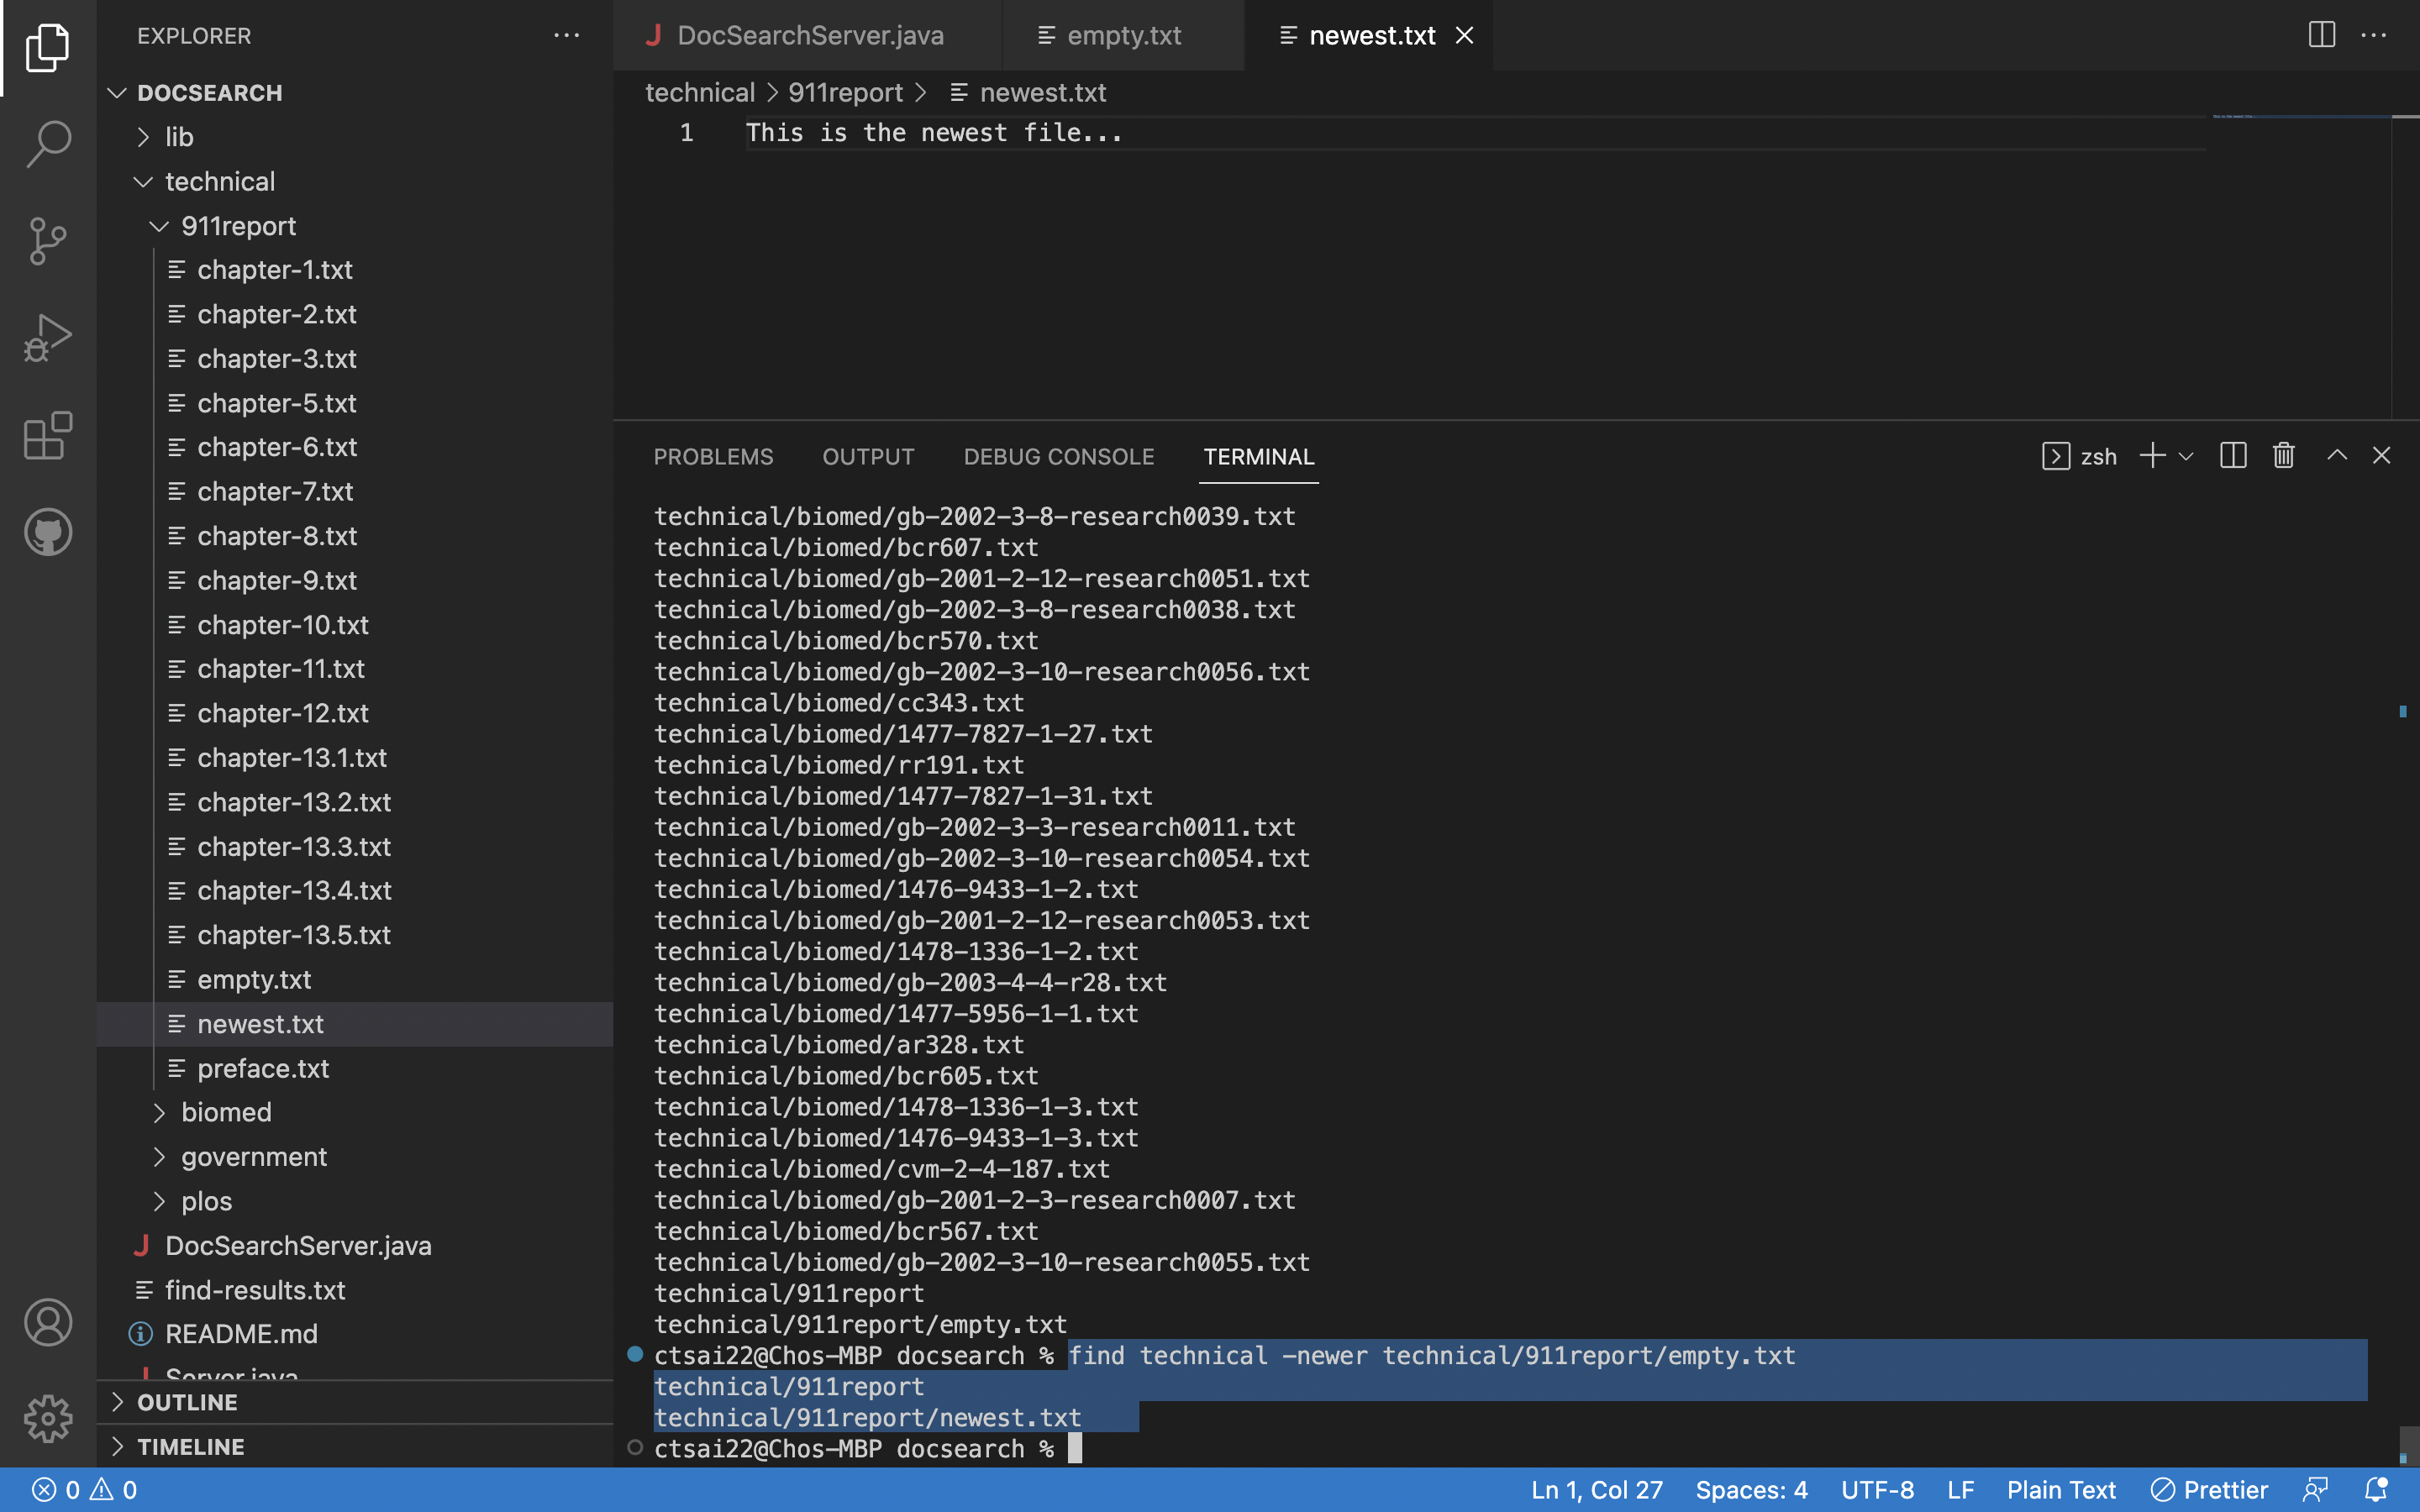 EXPLORER
DOCSEARCH
lib
technical
911report
chapter-1.txt
chapter-2.txt
chapter-3.txt
chapter-5.txt
chapter-6.txt
chapter-7.txt
chapter-8.txt
chapter-9.txt
chapter-10.txt
chapter-11.txt
chapter-12.txt
chapter-13.1.txt
chapter-13.2.txt
chapter-13.3.txt
chapter-13.4.txt
chapter-13.5.txt
empty.txt
newest.txt
preface.txt
biomed
government
plos
DocSearchServer.java
find-results.txt
README.md
Server.java
OUTLINE
TIMELINE
DocSearchServer.java empty.txt newest.txt
technical > 911report > newest.txt
1 This is the newest file...
PROBLEMS OUTPUT DEBUG CONSOLE TERMINAL zsh
technical/biomed/gb-2002-3-8-research0039.txt
technical/biomed/bcr607.txt
technical/biomed/gb-2001-2-12-research0051.txt
technical/biomed/gb-2002-3-8-research0038.txt
technical/biomed/bcr570.txt
technical/biomed/gb-2002-3-10-research0056.txt
technical/biomed/cc343.txt
technical/biomed/1477-7827-1-27.txt
technical/biomed/rr191.txt
technical/biomed/1477-7827-1-31.txt
technical/biomed/gb-2002-3-3-research0011.txt
technical/biomed/gb-2002-3-10-research0054.txt
technical/biomed/1476-9433-1-2.txt
technical/biomed/gb-2001-2-12-research0053.txt
technical/biomed/1478-1336-1-2.txt
technical/biomed/gb-2003-4-4-r28.txt
technical/biomed/1477-5956-1-1.txt
technical/biomed/ar328.txt
technical/biomed/bcr605.txt
technical/biomed/1478-1336-1-3.txt
technical/biomed/1476-9433-1-3.txt
technical/biomed/cvm-2-4-187.txt
technical/biomed/gb-2001-2-3-research0007.txt
technical/biomed/bcr567.txt
technical/biomed/gb-2002-3-10-research0055.txt
technical/911report
technical/911report/empty.txt
ctsai22@Chos-MBP docsearch % find technical -newer technical/911report/empty.txt
technical/911report
technical/911report/newest.txt
ctsai22@Chos-MBP docsearch %
0 0 Ln 1, Col 27 Spaces: 4 UTF-8 LF Plain Text Prettier